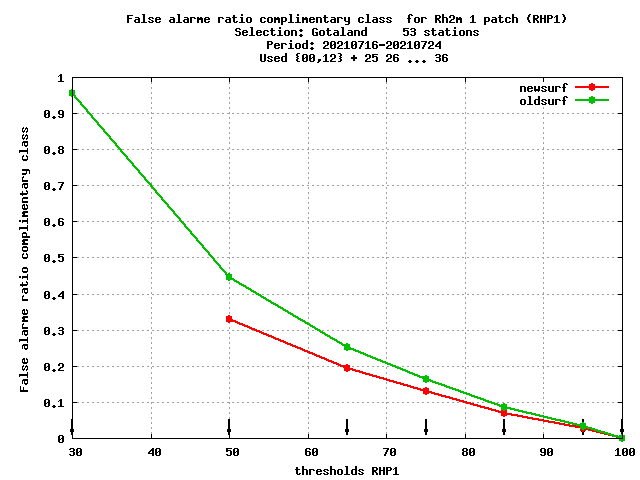 False alarme ratio complimentary class  for Rh2m 1 patch (RHP1)
Selection: Gotaland     53 stations
Period: 20210716-20210724
Used {00,12} + 25 26 ... 36
newsurf
oldsurf
False alarme ratio complimentary class
1
0.9
0.8
0.7
0.6
0.5
0.4
0.3
0.2
0.1
0
30 40 50 60 70 80 90 100
thresholds RHP1